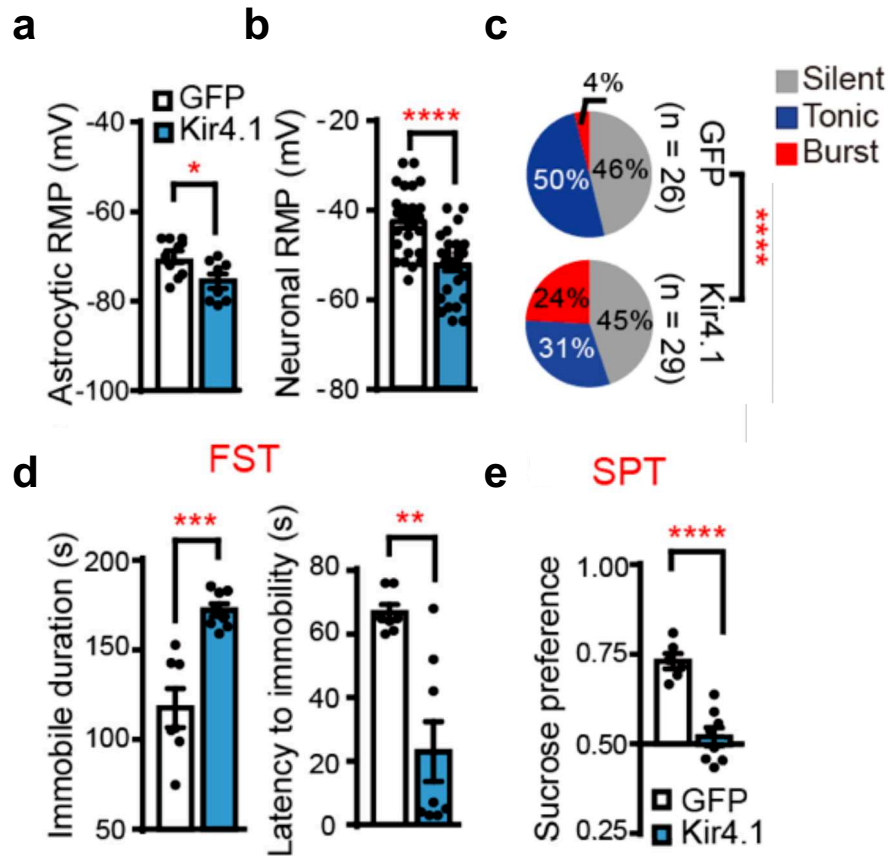 a
b
c
GFP
Kir4.1
Astrocytic RMP (mV)
-40
-60
-80
-100
*
Neuronal RMP (mV)
-20
-40
-60
-80
****
4%
46%
50%
GFP
(n = 26)
24%
45%
31%
Kir4.1
(n = 29)
****
Silent
Tonic
Burst
d
FST
Immobile duration (s)
200
150
100
50
***
Latency to immobility (s)
80
60
40
20
0
**
e
SPT
Sucrose preference
1.00
0.75
0.50
0.25
****
GFP
Kir4.1